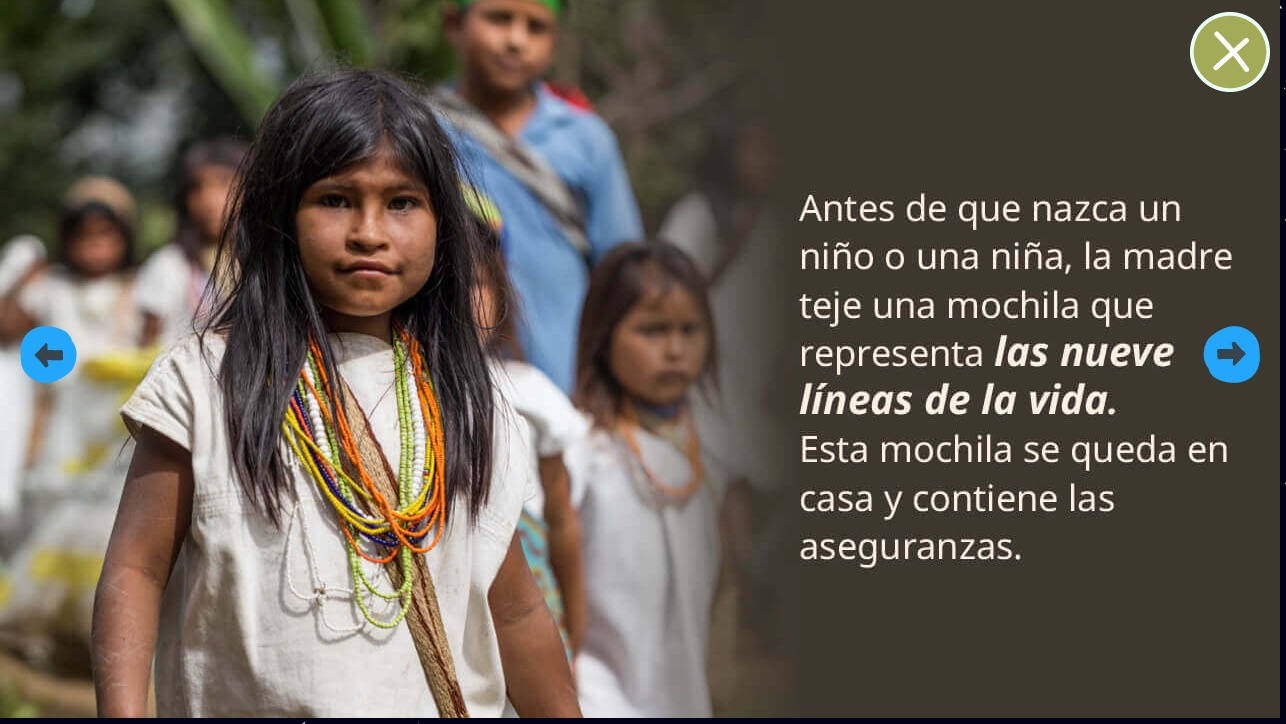 Antes de que nazca un
niño o una niña, la madre
teje una mochila que
representa las nueve
líneas de la vida.
Esta mochila se queda en
casa y contiene las
aseguranzas.